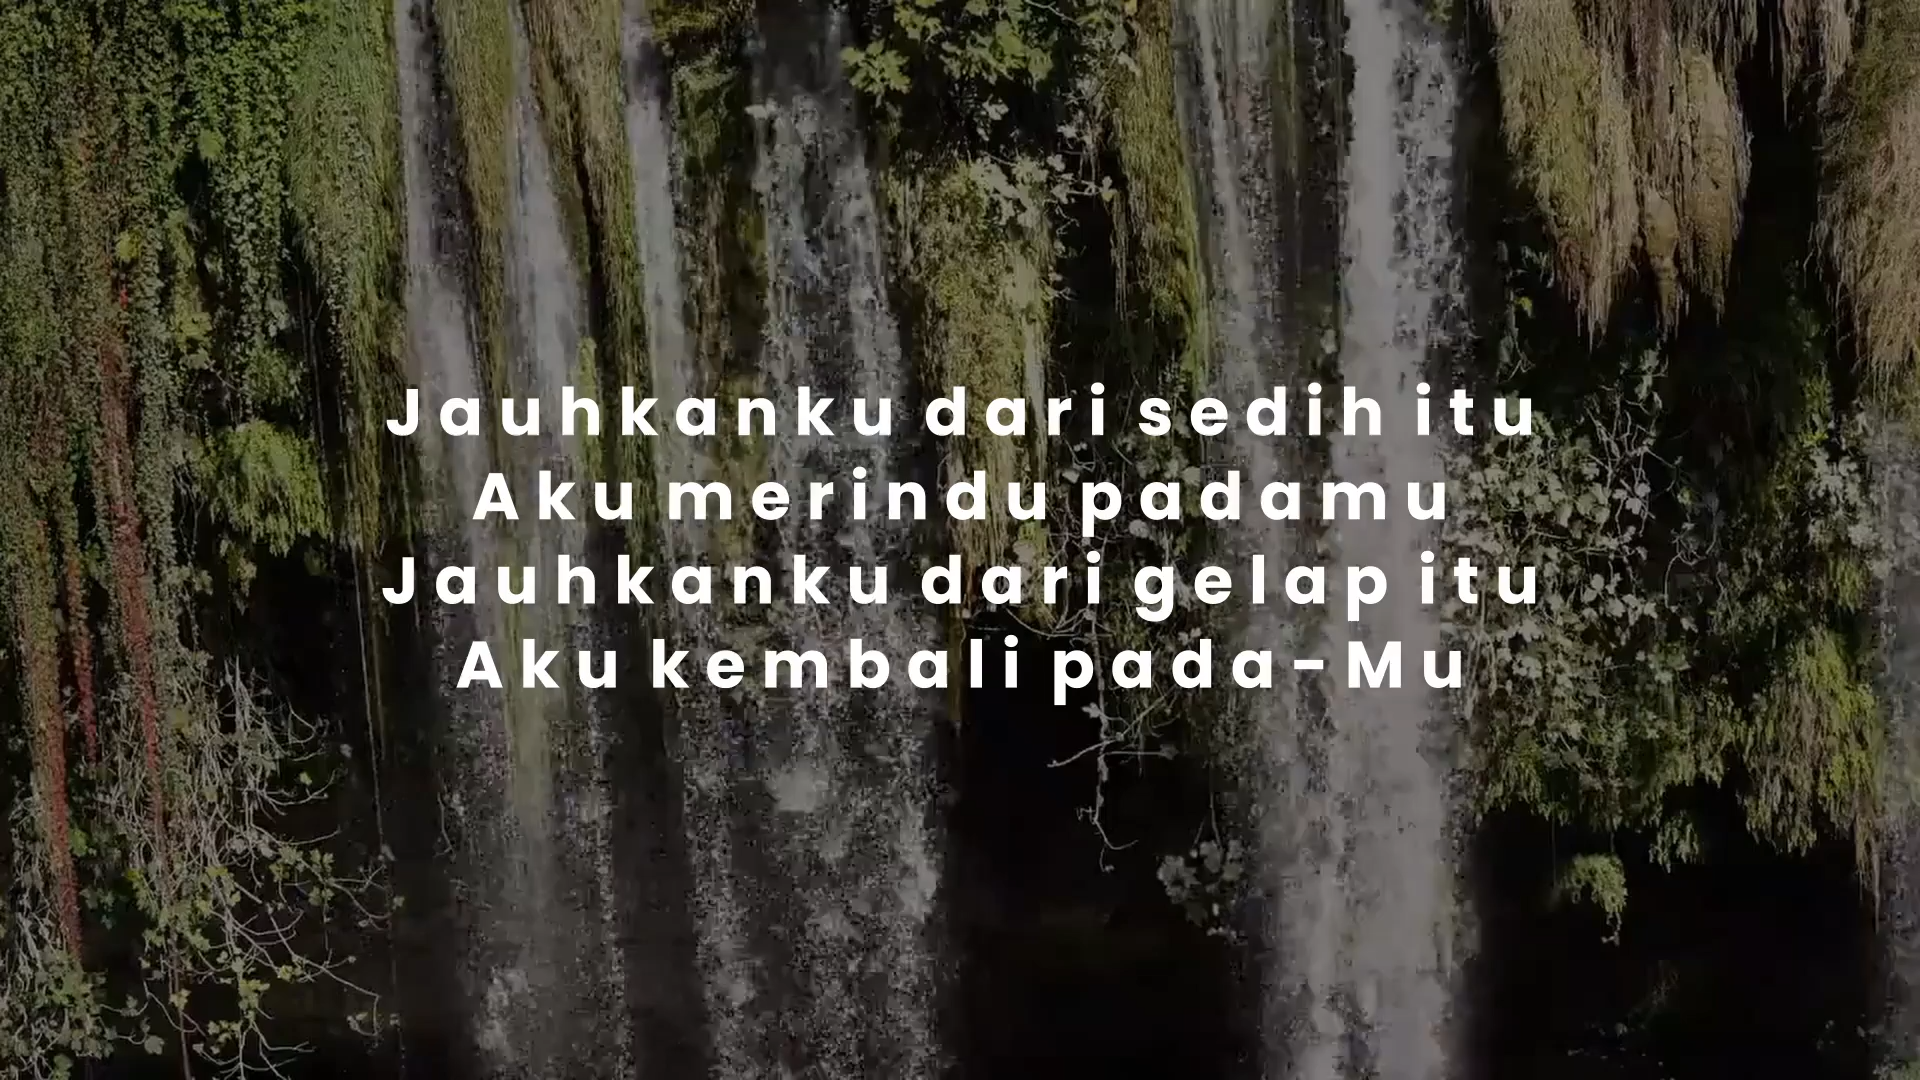 Jauhkanku dari sedih itu
Aku merindu padamu
Jauhkanku dari gelap itu
Aku kembali pada-Mu